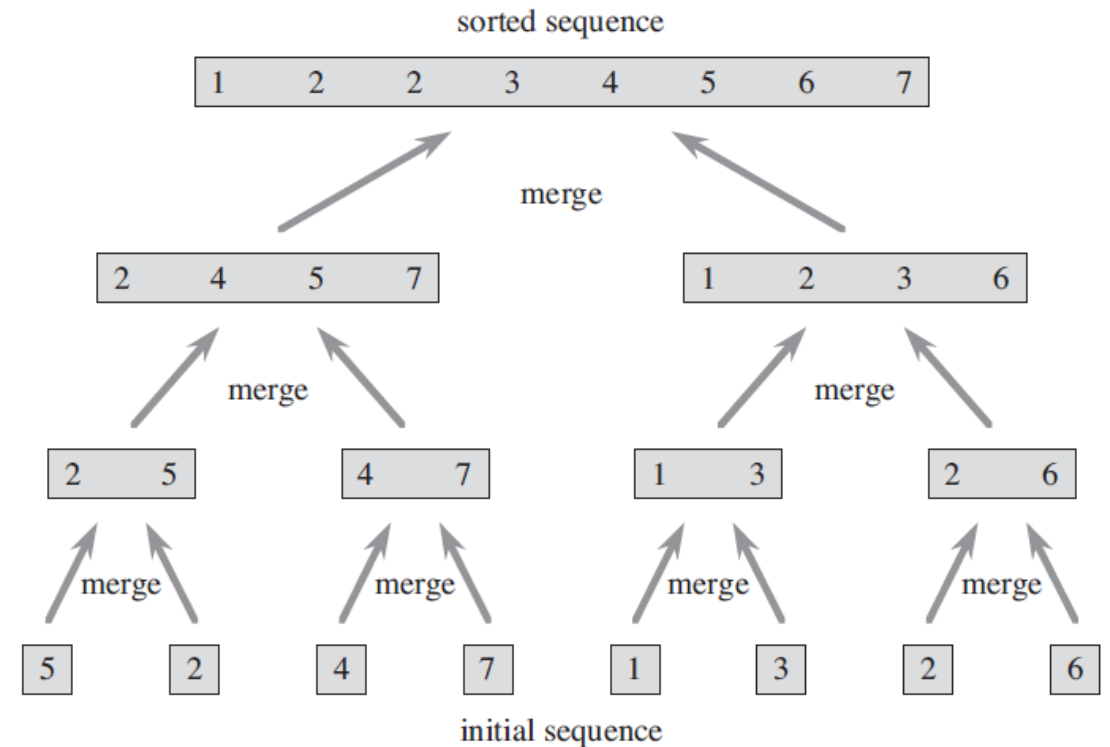 sorted sequence
1 2 2 3 4 5 6 7
merge
2 4 5 7 1 2 3 6
merge merge
2 5 4 7 1 3 2 6
merge merge merge merge
5 2 4 7 1 3 2 6
initial sequence